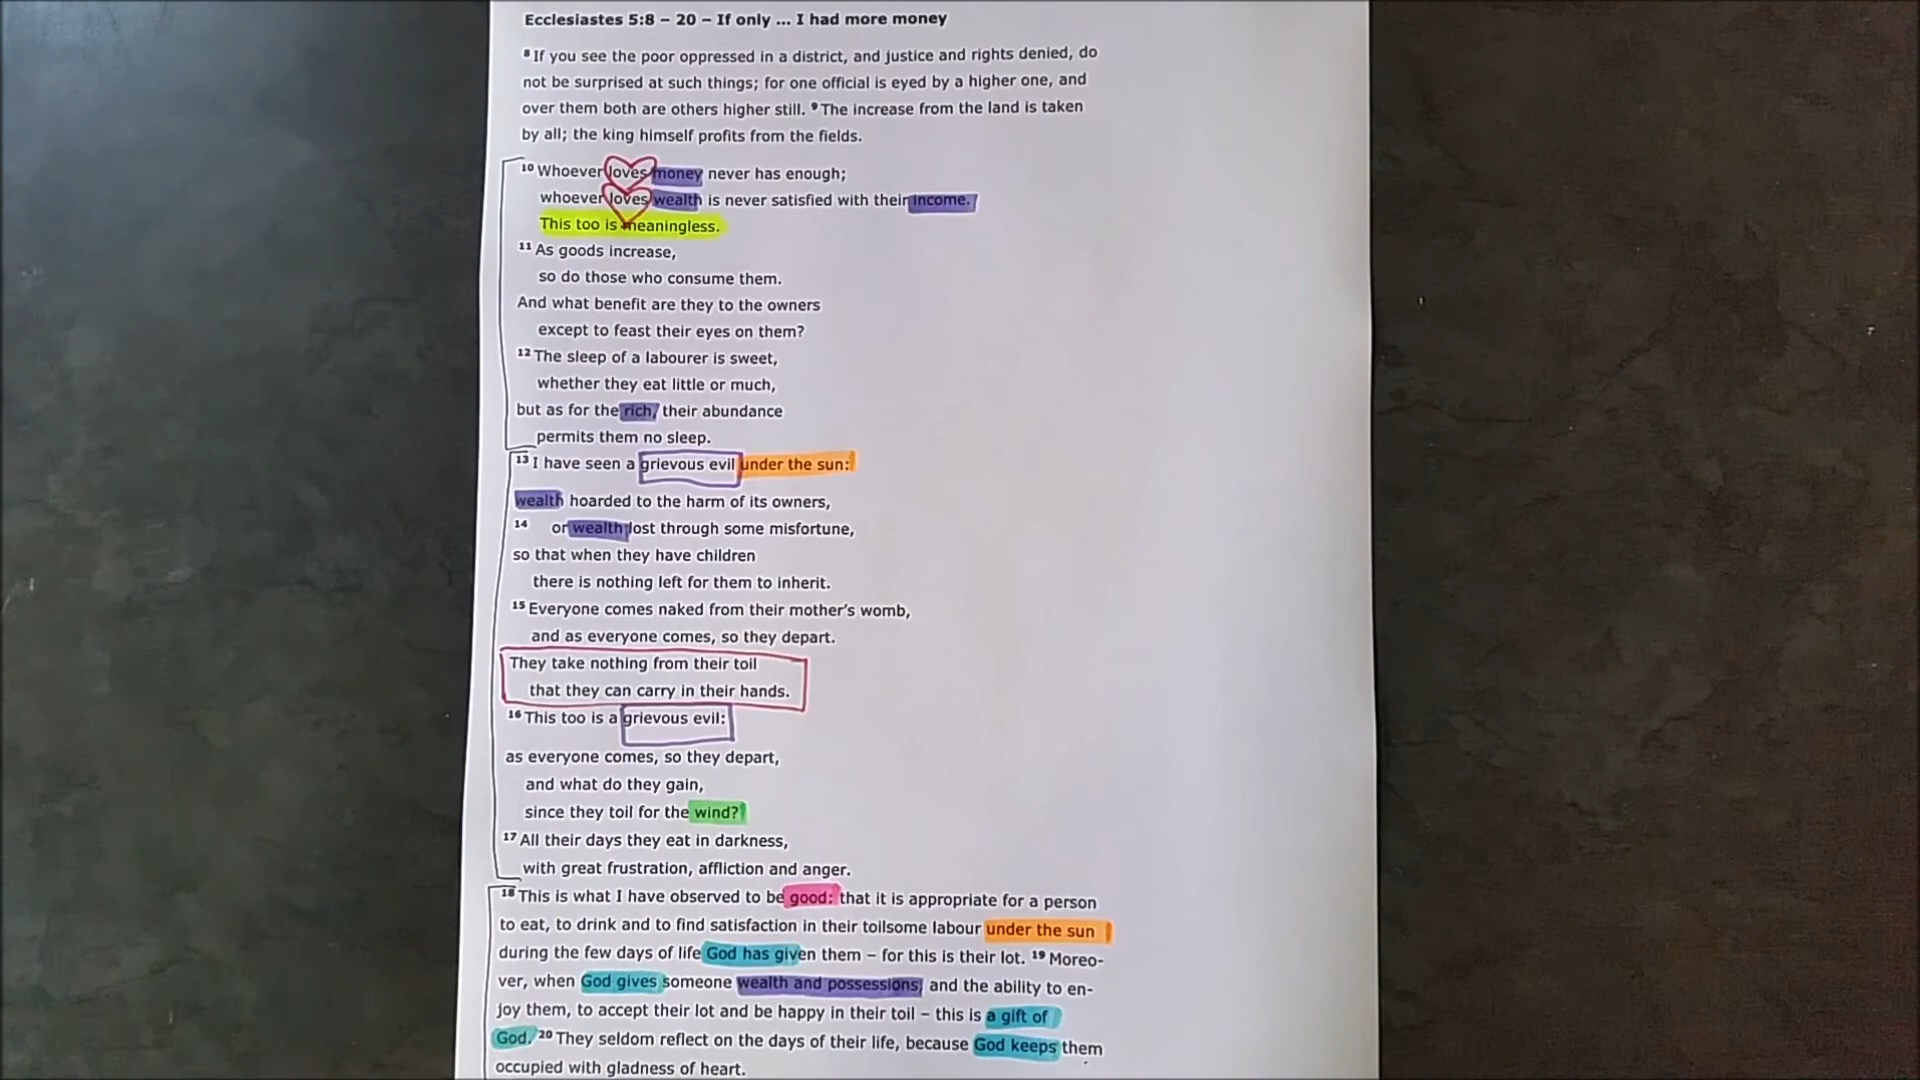 Ecclesiastes 5:8 – 20 – If only ... I had more money
8 If you see the poor oppressed in a district, and justice and rights denied, do
not be surprised at such things; for one official is eyed by a higher one, and
over them both are others higher still. 9 The increase from the land is taken
by all; the king himself profits from the fields.
10 Whoever loves money never has enough;
whoever loves wealth is never satisfied with their income.
This too is meaningless.
11 As goods increase,
so do those who consume them.
And what benefit are they to the owners
except to feast their eyes on them?
12 The sleep of a labourer is sweet,
whether they eat little or much,
but as for the rich, their abundance
permits them no sleep.
13 I have seen a grievous evil under the sun:
wealth hoarded to the harm of its owners,
14 or wealth lost through some misfortune,
so that when they have children
there is nothing left for them to inherit.
15 Everyone comes naked from their mother's womb,
and as everyone comes, so they depart.
They take nothing from their toil
that they can carry in their hands.
16 This too is a grievous evil:
as everyone comes, so they depart,
and what do they gain,
since they toil for the wind?
17 All their days they eat in darkness,
with great frustration, affliction and anger.
18 This is what I have observed to be good: that it is appropriate for a person
to eat, to drink and to find satisfaction in their toilsome labour under the sun
during the few days of life God has given them – for this is their lot. 19 Moreo-
ver, when God gives someone wealth and possessions, and the ability to en-
joy them, to accept their lot and be happy in their toil – this is a gift of
God. 20 They seldom reflect on the days of their life, because God keeps them
occupied with gladness of heart.